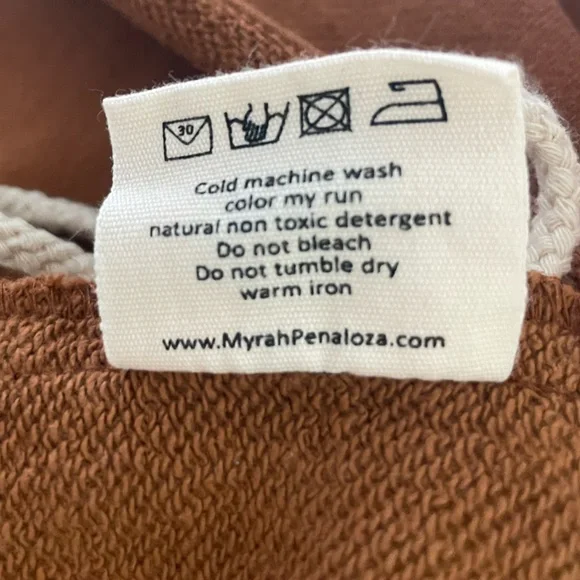 30
Cold machine wash
color my run
natural non toxic detergent
Do not bleach
Do not tumble dry
warm iron
www.MyrahPenaloza.com